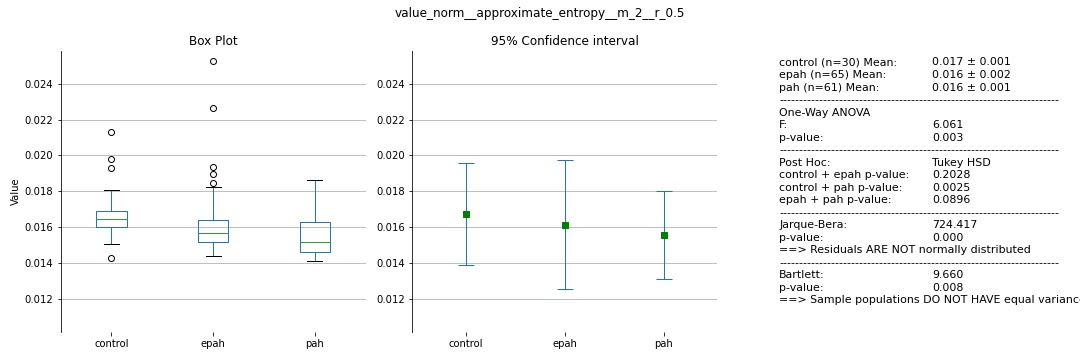 value_norm__approximate_entropy__m_2__r_0.5
Box Plot
Value
0.024
0.022
0.020
0.018
0.016
0.014
0.012
control epah pah
95% Confidence interval
0.024
0.022
0.020
0.018
0.016
0.014
0.012
control epah pah
control (n=30) Mean: 0.017 ± 0.001
epah (n=65) Mean: 0.016 ± 0.002
pah (n=61) Mean: 0.016 ± 0.001
One-Way ANOVA
F: 6.061
p-value: 0.003
Post Hoc: Tukey HSD
control + epah p-value: 0.2028
control + pah p-value: 0.0025
epah + pah p-value: 0.0896
Jarque-Bera: 724.417
p-value: 0.000
==> Residuals ARE NOT normally distributed
Bartlett: 9.660
p-value: 0.008
==> Sample populations DO NOT HAVE equal varianc